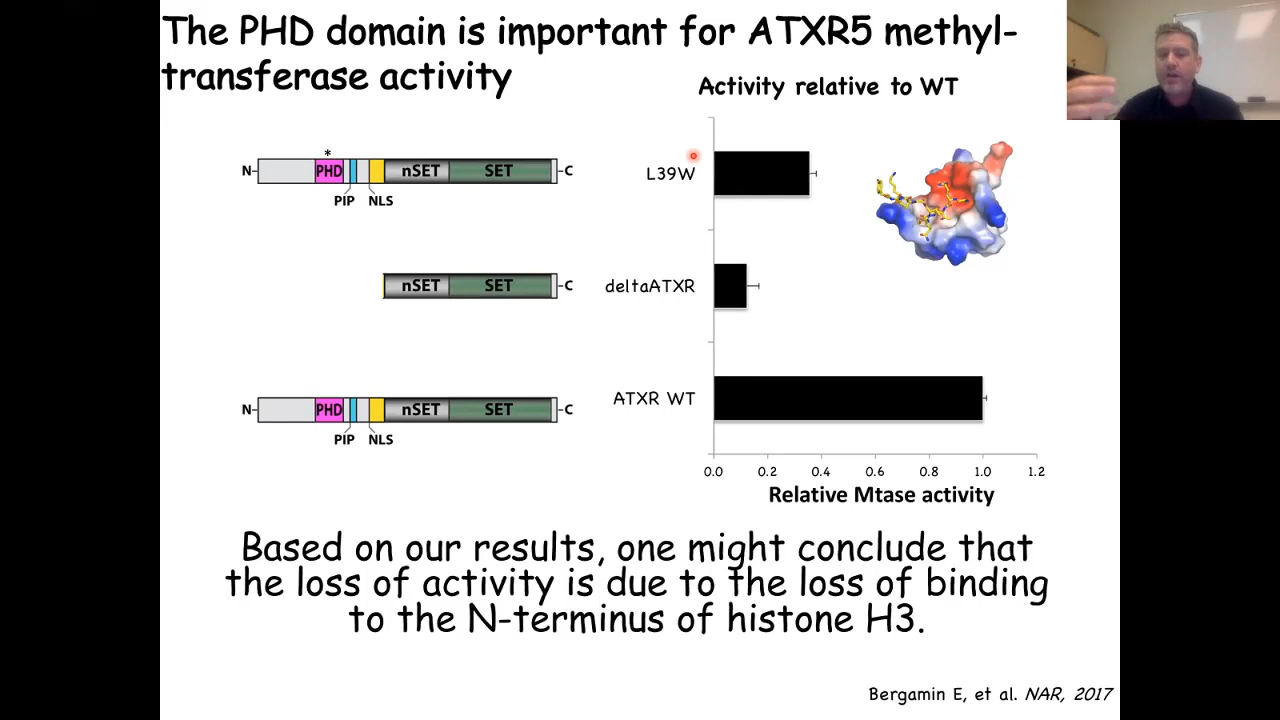 The PHD domain is important for ATXR5 methyl-
transferase activity
Activity relative to WT
*
N- PHD nSET SET -C
PIP NLS
L39W
nSET SET -C
deltaATXR
N- PHD nSET SET -C
PIP NLS
ATXR WT
0.0 0.2 0.4 0.6 0.8 1.0 1.2
Relative Mtase activity
Based on our results, one might conclude that
the loss of activity is due to the loss of binding
to the N-terminus of histone H3.
Bergamin E, et al. NAR, 2017